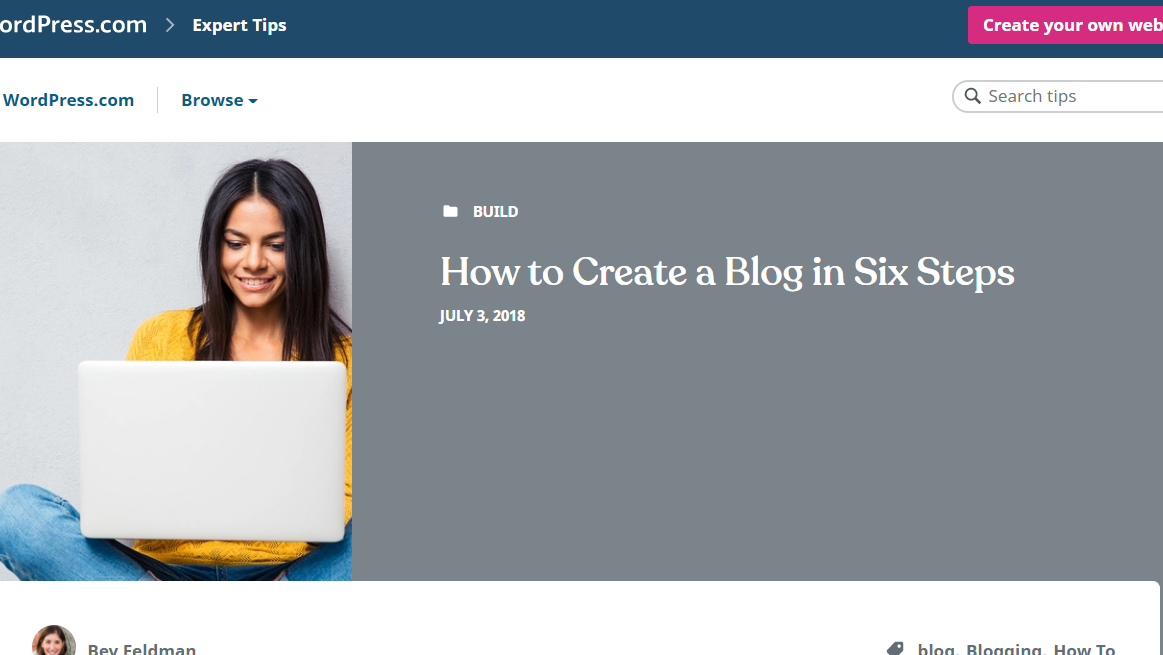 ordPress.com > Expert Tips
Create your own web
WordPress.com
Browse
Search tips
BUILD
How to Create a Blog in Six Steps
JULY 3, 2018
Bev Feldman
blog, Blogging, How To